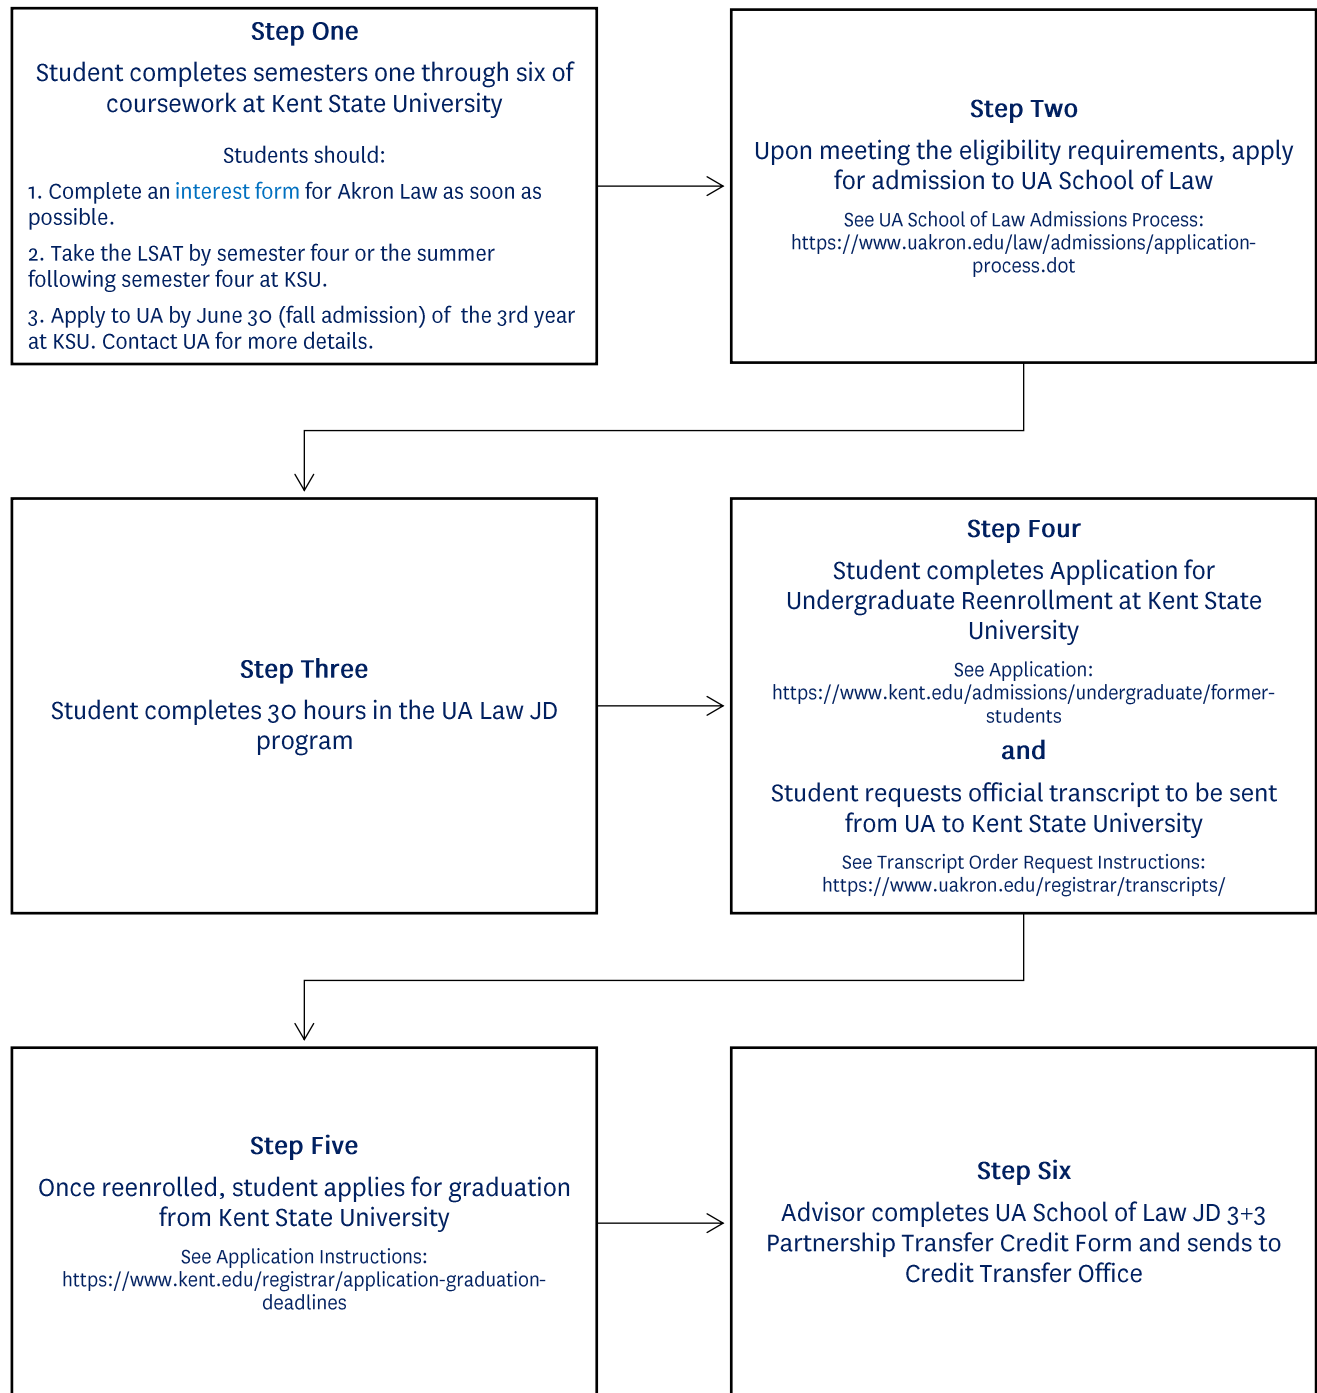 Step One
Student completes semesters one through six of
coursework at Kent State University
Students should:
1. Complete an interest form for Akron Law as soon as
possible.
2. Take the LSAT by semester four or the summer
following semester four at KSU.
3. Apply to UA by June 30 (fall admission) of  the 3rd year
at KSU. Contact UA for more details.
Step Two
Upon meeting the eligibility requirements, apply
for admission to UA School of Law
See UA School of Law Admissions Process:
https://www.uakron.edu/law/admissions/application-
process.dot
Step Three
Student completes 30 hours in the UA Law JD
program
Step Four
Student completes Application for
Undergraduate Reenrollment at Kent State
University
See Application:
https://www.kent.edu/admissions/undergraduate/former-
students
and
Student requests official transcript to be sent
from UA to Kent State University
See Transcript Order Request Instructions:
https://www.uakron.edu/registrar/transcripts/
Step Five
Once reenrolled, student applies for graduation
from Kent State University
See Application Instructions:
https://www.kent.edu/registrar/application-graduation-
deadlines
Step Six
Advisor completes UA School of Law JD 3+3
Partnership Transfer Credit Form and sends to
Credit Transfer Office